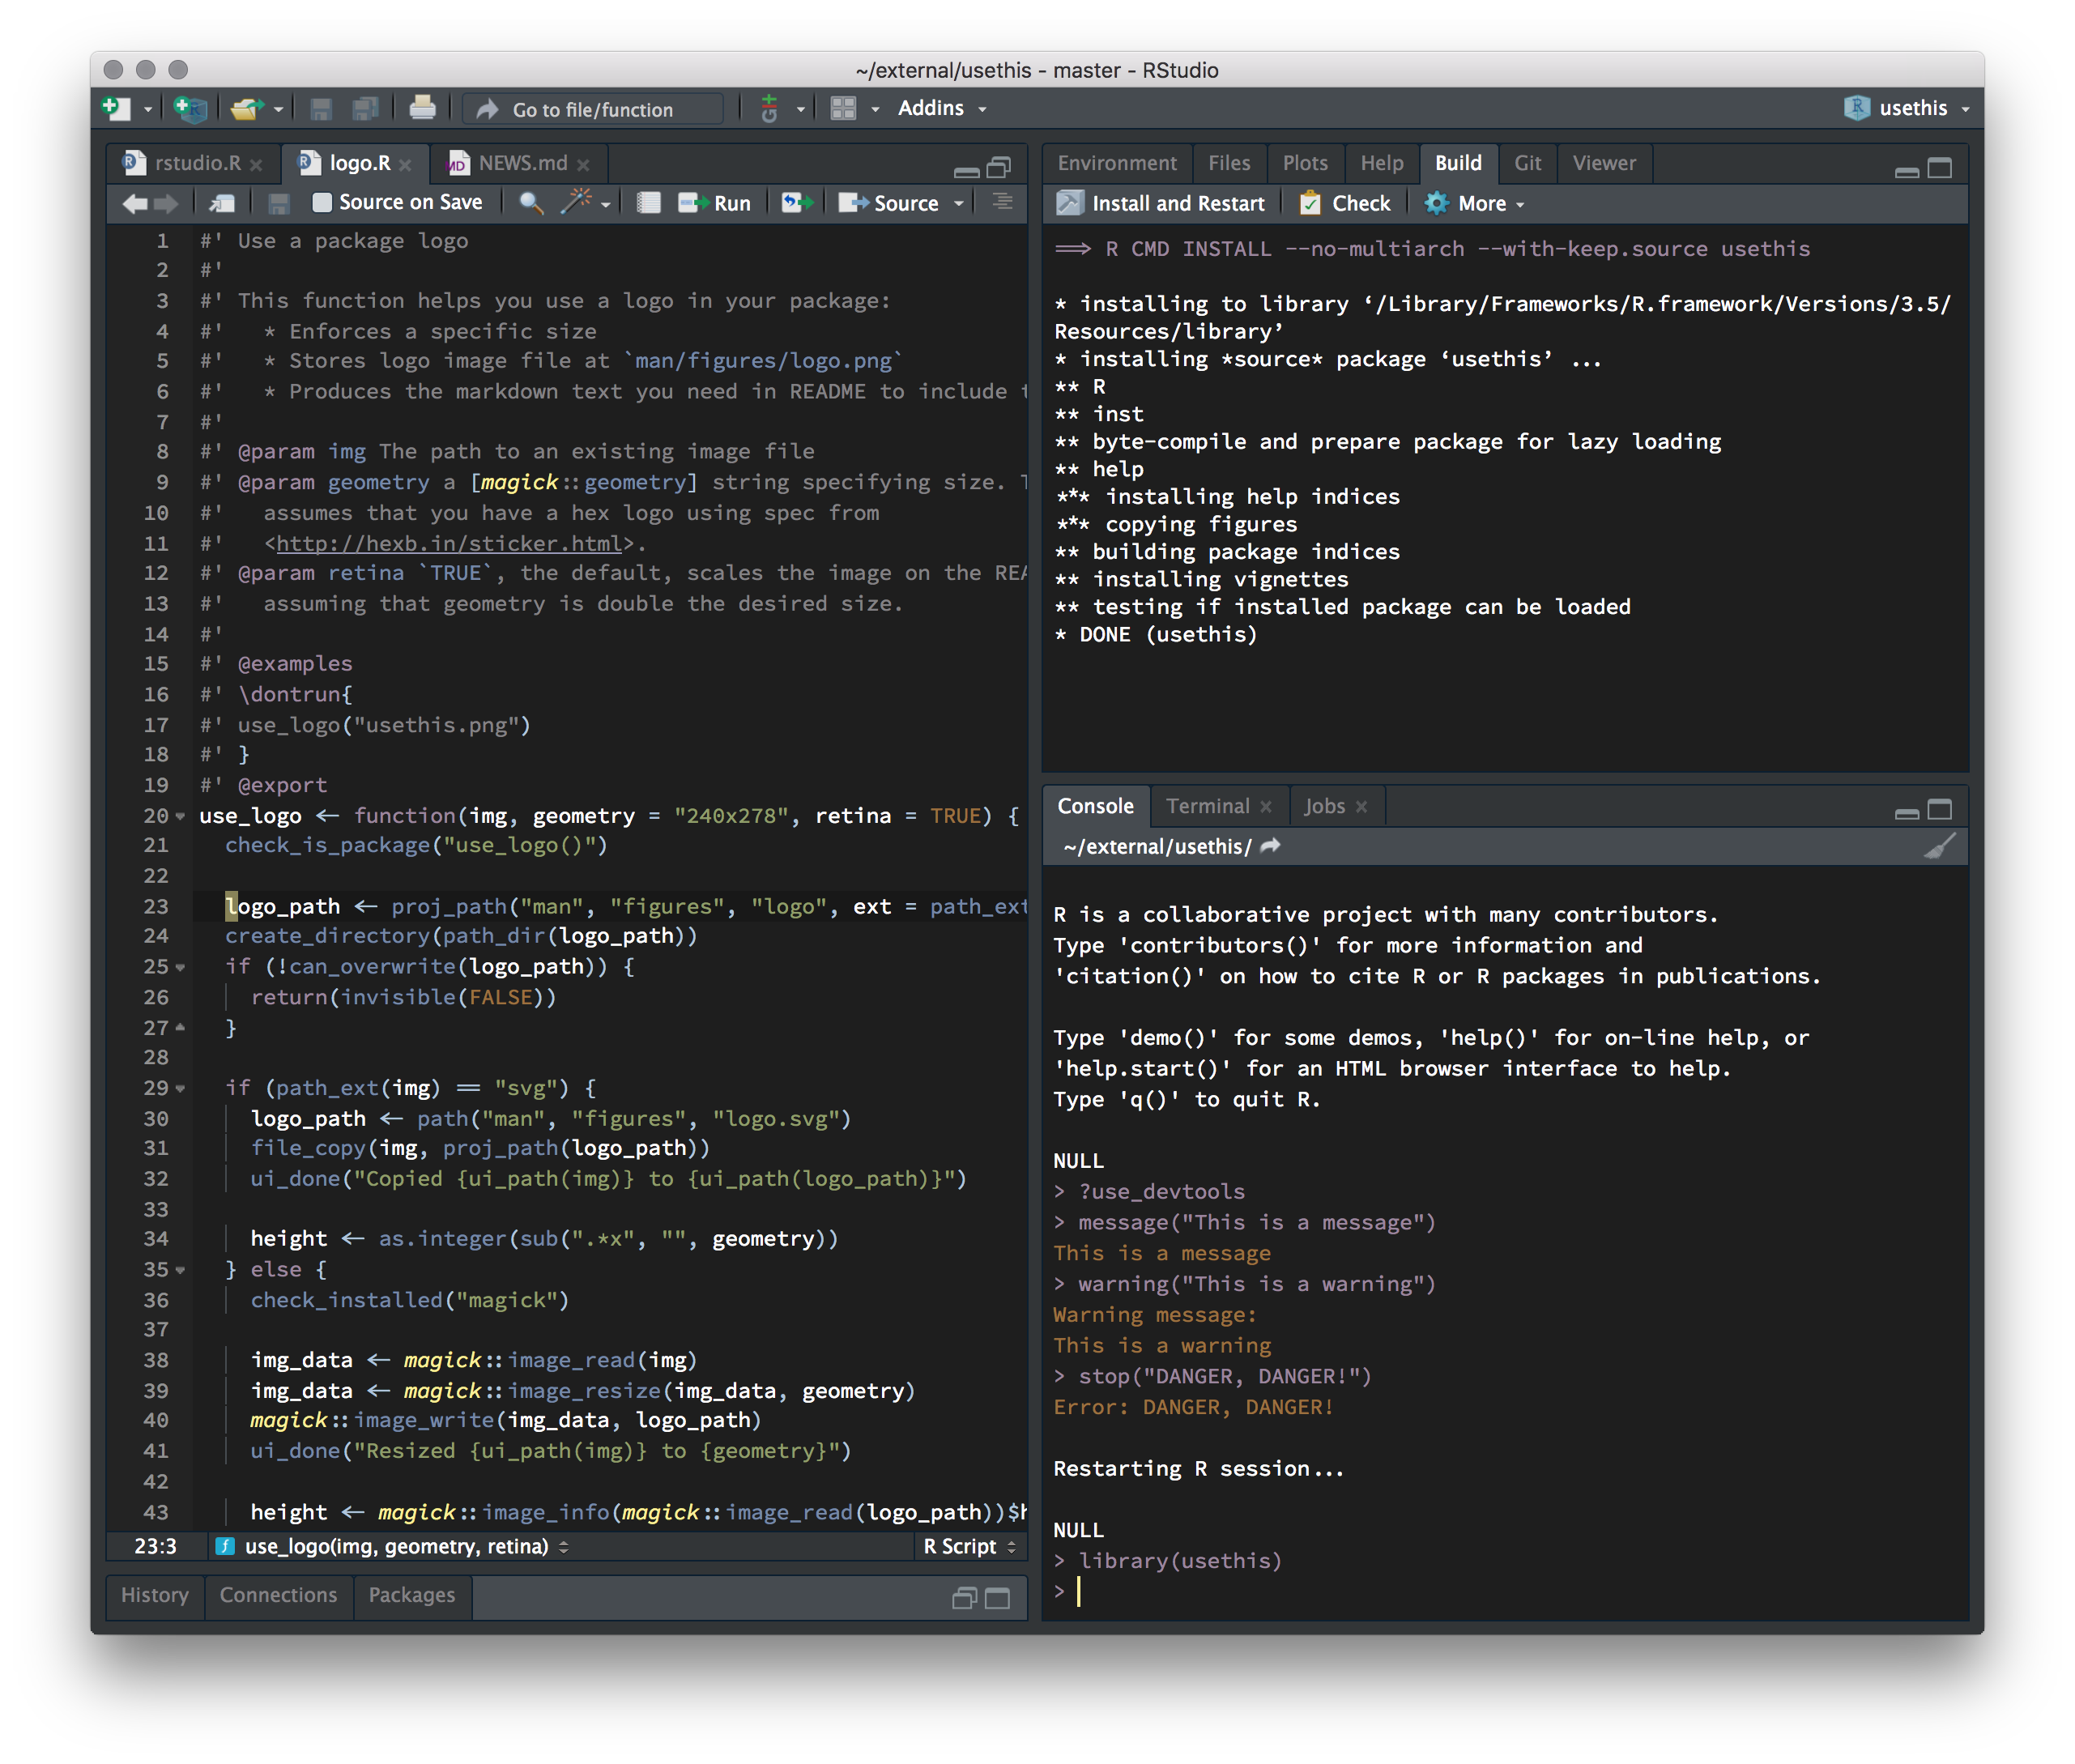 ~/external/usethis - master - RStudio
Go to file/function
Addins
usethis
rstudio.R
logo.R
NEWS.md
Source on Save
Run
Source
1 #' Use a package logo
2 #'
3 #' This function helps you use a logo in your package:
4 #'   * Enforces a specific size
5 #'   * Stores logo image file at `man/figures/logo.png`
6 #'   * Produces the markdown text you need in README to include
7 #'
8 #' @param img The path to an existing image file
9 #' @param geometry a [magick::geometry] string specifying size.
10 #'   assumes that you have a hex logo using spec from
11 #'   <http://hexb.in/sticker.html>.
12 #' @param retina `TRUE`, the default, scales the image on the REA
13 #'   assuming that geometry is double the desired size.
14 #'
15 #' @examples
16 #' \dontrun{
17 #' use_logo("usethis.png")
18 #' }
19 #' @export
20 use_logo <- function(img, geometry = "240x278", retina = TRUE) {
21   check_is_package("use_logo()")
22
23   logo_path <- proj_path("man", "figures", "logo", ext = path_ext
24   create_directory(path_dir(logo_path))
25   if (!can_overwrite(logo_path)) {
26     return(invisible(FALSE))
27   }
28
29   if (path_ext(img) == "svg") {
30     logo_path <- path("man", "figures", "logo.svg")
31     file_copy(img, proj_path(logo_path))
32     ui_done("Copied {ui_path(img)} to {ui_path(logo_path)}")
33
34     height <- as.integer(sub(".*x", "", geometry))
35   } else {
36     check_installed("magick")
37
38     img_data <- magick::image_read(img)
39     img_data <- magick::image_resize(img_data, geometry)
40     magick::image_write(img_data, logo_path)
41     ui_done("Resized {ui_path(img)} to {geometry}")
42
43     height <- magick::image_info(magick::image_read(logo_path))$h
23:3
use_logo(img, geometry, retina)
R Script
History
Connections
Packages
Environment
Files
Plots
Help
Build
Git
Viewer
Install and Restart
Check
More
==> R CMD INSTALL --no-multiarch --with-keep.source usethis
* installing to library ‘/Library/Frameworks/R.framework/Versions/3.5/
Resources/library’
* installing *source* package ‘usethis’ ...
** R
** inst
** byte-compile and prepare package for lazy loading
** help
*** installing help indices
*** copying figures
** building package indices
** installing vignettes
** testing if installed package can be loaded
* DONE (usethis)
Console
Terminal
Jobs
~/external/usethis/
R is a collaborative project with many contributors.
Type 'contributors()' for more information and
'citation()' on how to cite R or R packages in publications.
Type 'demo()' for some demos, 'help()' for on-line help, or
'help.start()' for an HTML browser interface to help.
Type 'q()' to quit R.
NULL
> ?use_devtools
> message("This is a message")
This is a message
> warning("This is a warning")
Warning message:
This is a warning
> stop("DANGER, DANGER!")
Error: DANGER, DANGER!
Restarting R session...
NULL
> library(usethis)
>